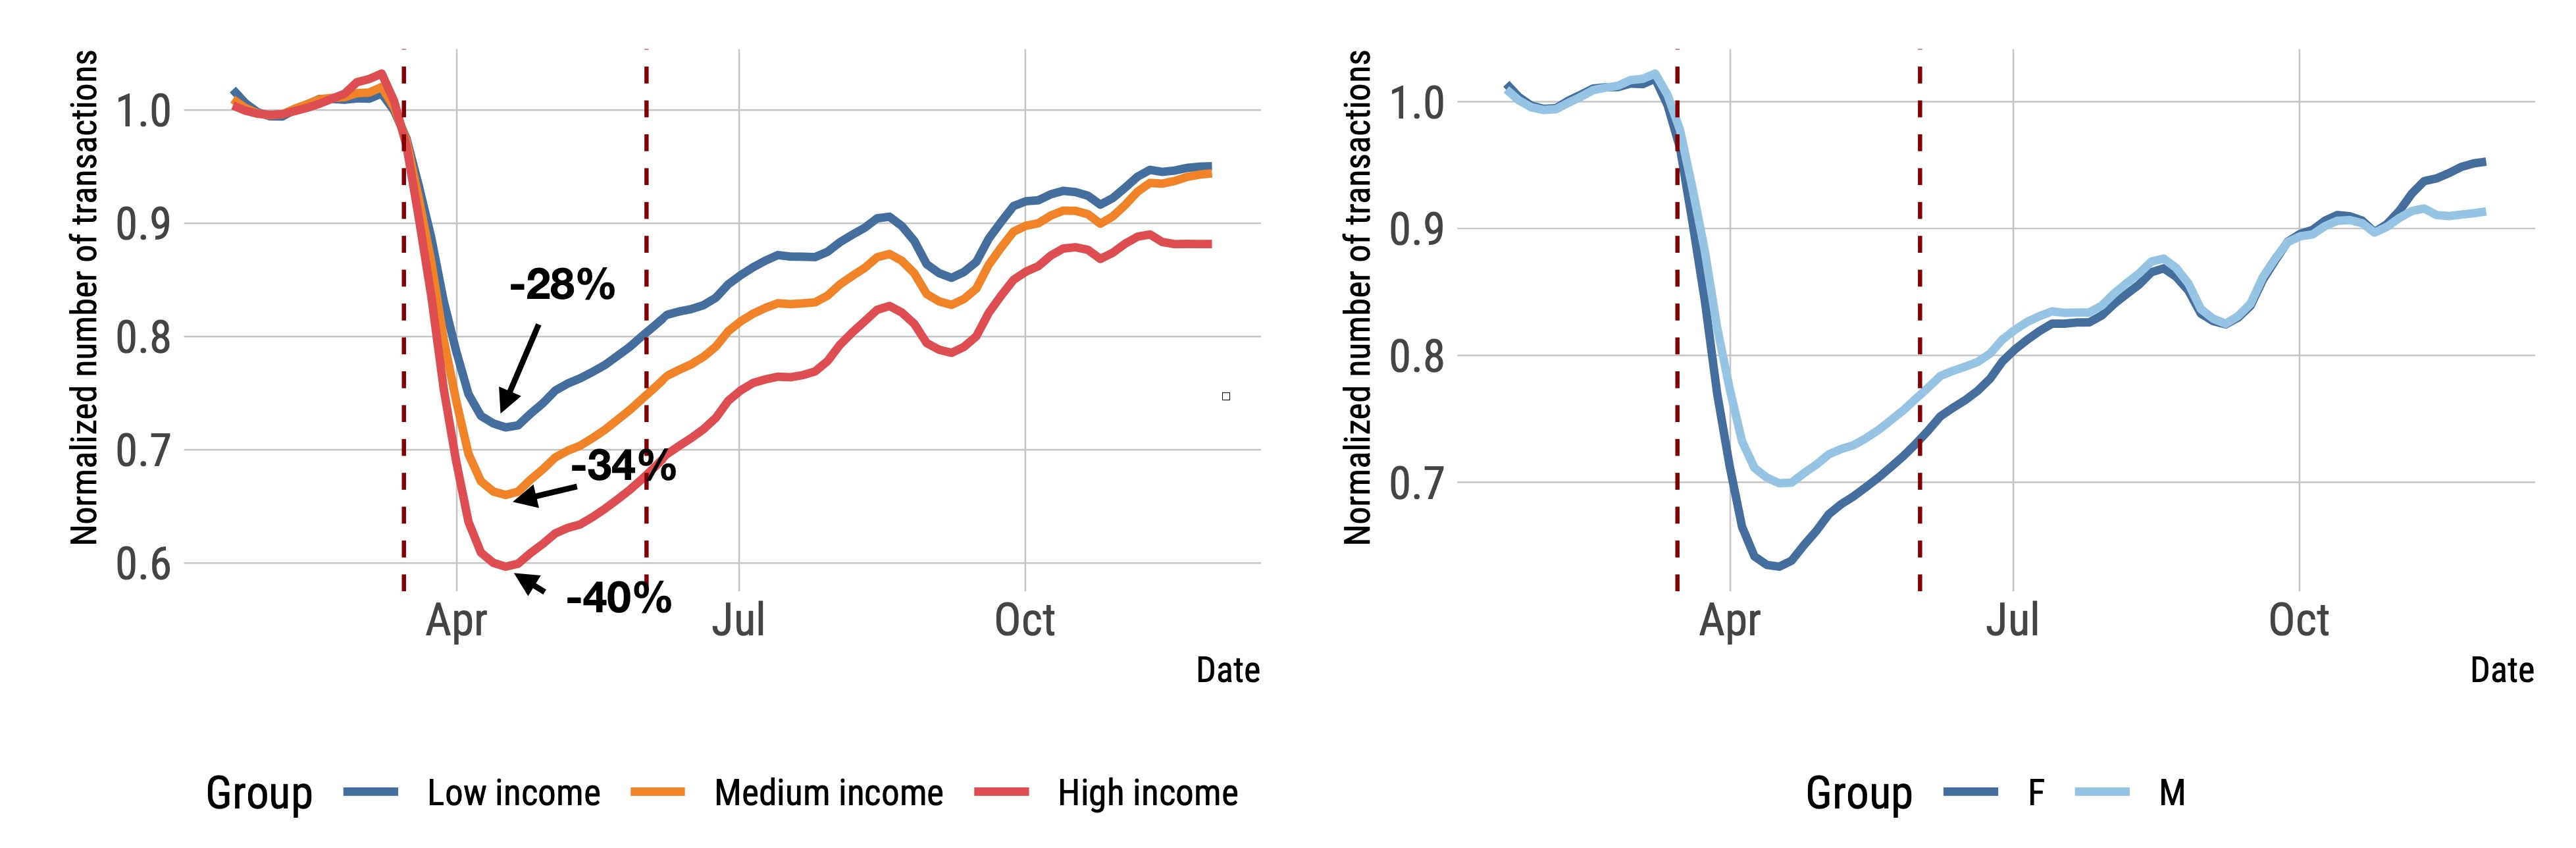 Normalized number of transactions
1.0
0.9
0.8
0.7
0.6
-28%
-34%
-40%
Apr Jul Oct
Date
Group Low income Medium income High income
Normalized number of transactions
1.0
0.9
0.8
0.7
Apr Jul Oct
Date
Group F M